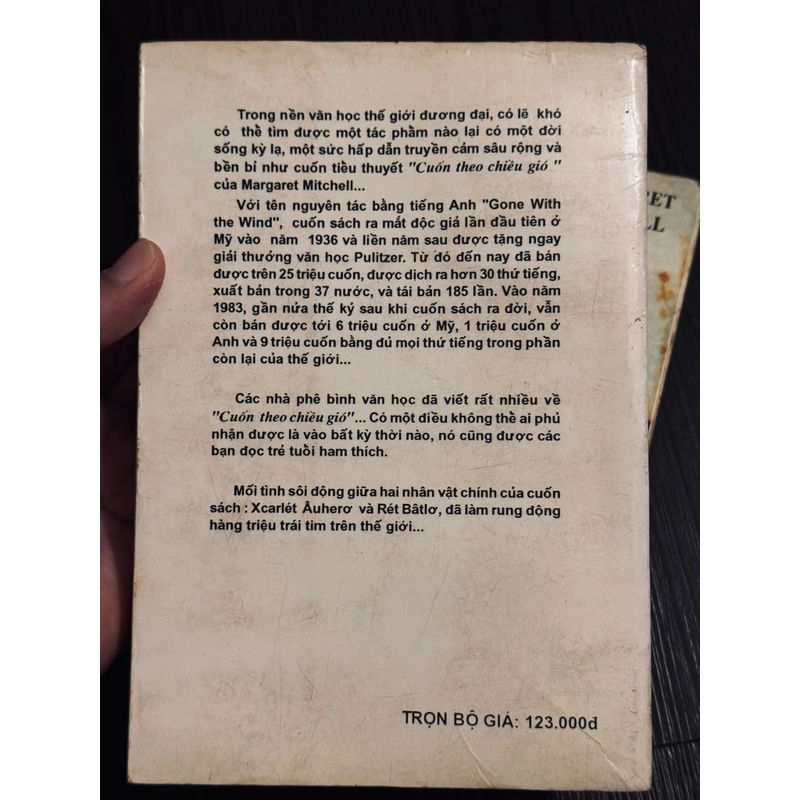 Trong nền văn học thế giới đương đại, có lẽ khó
có thể tìm được một tác phẩm nào lại có một đời
sống kỳ lạ, một sức hấp dẫn truyền cảm sâu rộng và
bền bỉ như cuốn tiểu thuyết "Cuốn theo chiều gió "
của Margaret Mitchell...
Với tên nguyên tác bằng tiếng Anh "Gone With
the Wind", cuốn sách ra mắt độc giả lần đầu tiên ở
Mỹ vào năm 1936 và liền năm sau được tặng ngay
giải thưởng văn học Pulitzer. Từ đó đến nay đã bán
được trên 25 triệu cuốn, được dịch ra hơn 30 thứ tiếng,
xuất bản trong 37 nước, và tái bản 185 lần. Vào năm
1983, gần nửa thế kỷ sau khi cuốn sách ra đời, vẫn
còn bán được tới 6 triệu cuốn ở Mỹ, 1 triệu cuốn ở
Anh và 9 triệu cuốn bằng đủ mọi thứ tiếng trong phần
còn lại của thế giới...
Các nhà phê bình văn học đã viết rất nhiều về
"Cuốn theo chiều gió"... Có một điều không thể ai phủ
nhận được là vào bất kỳ thời nào, nó cũng được các
bạn đọc trẻ tuổi ham thích.
Mối tình sôi động giữa hai nhân vật chính của cuốn
sách : Xcarlét Âuherơ và Rét Bâtlơ, đã làm rung động
hàng triệu trái tim trên thế giới...
TRỌN BỘ GIÁ: 123.000đ